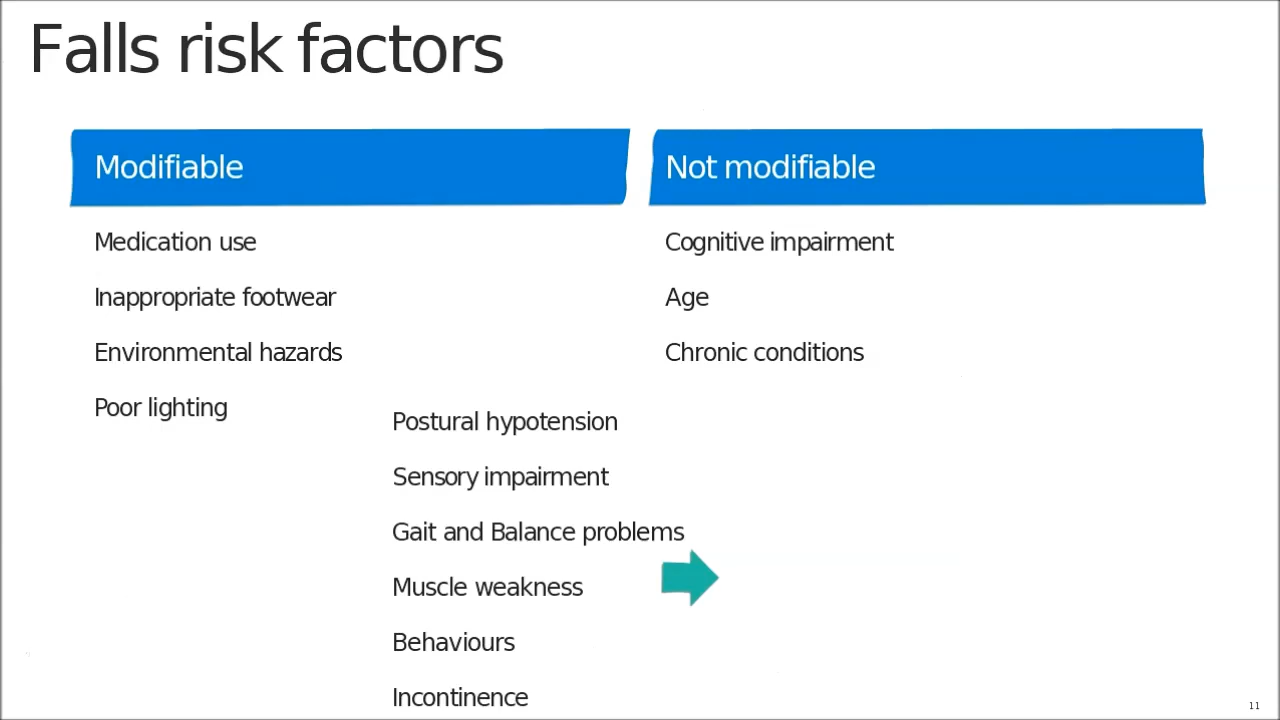 Falls risk factors
Modifiable
Medication use
Inappropriate footwear
Environmental hazards
Poor lighting
Not modifiable
Cognitive impairment
Age
Chronic conditions
Postural hypotension
Sensory impairment
Gait and Balance problems
Muscle weakness
Behaviours
Incontinence
11